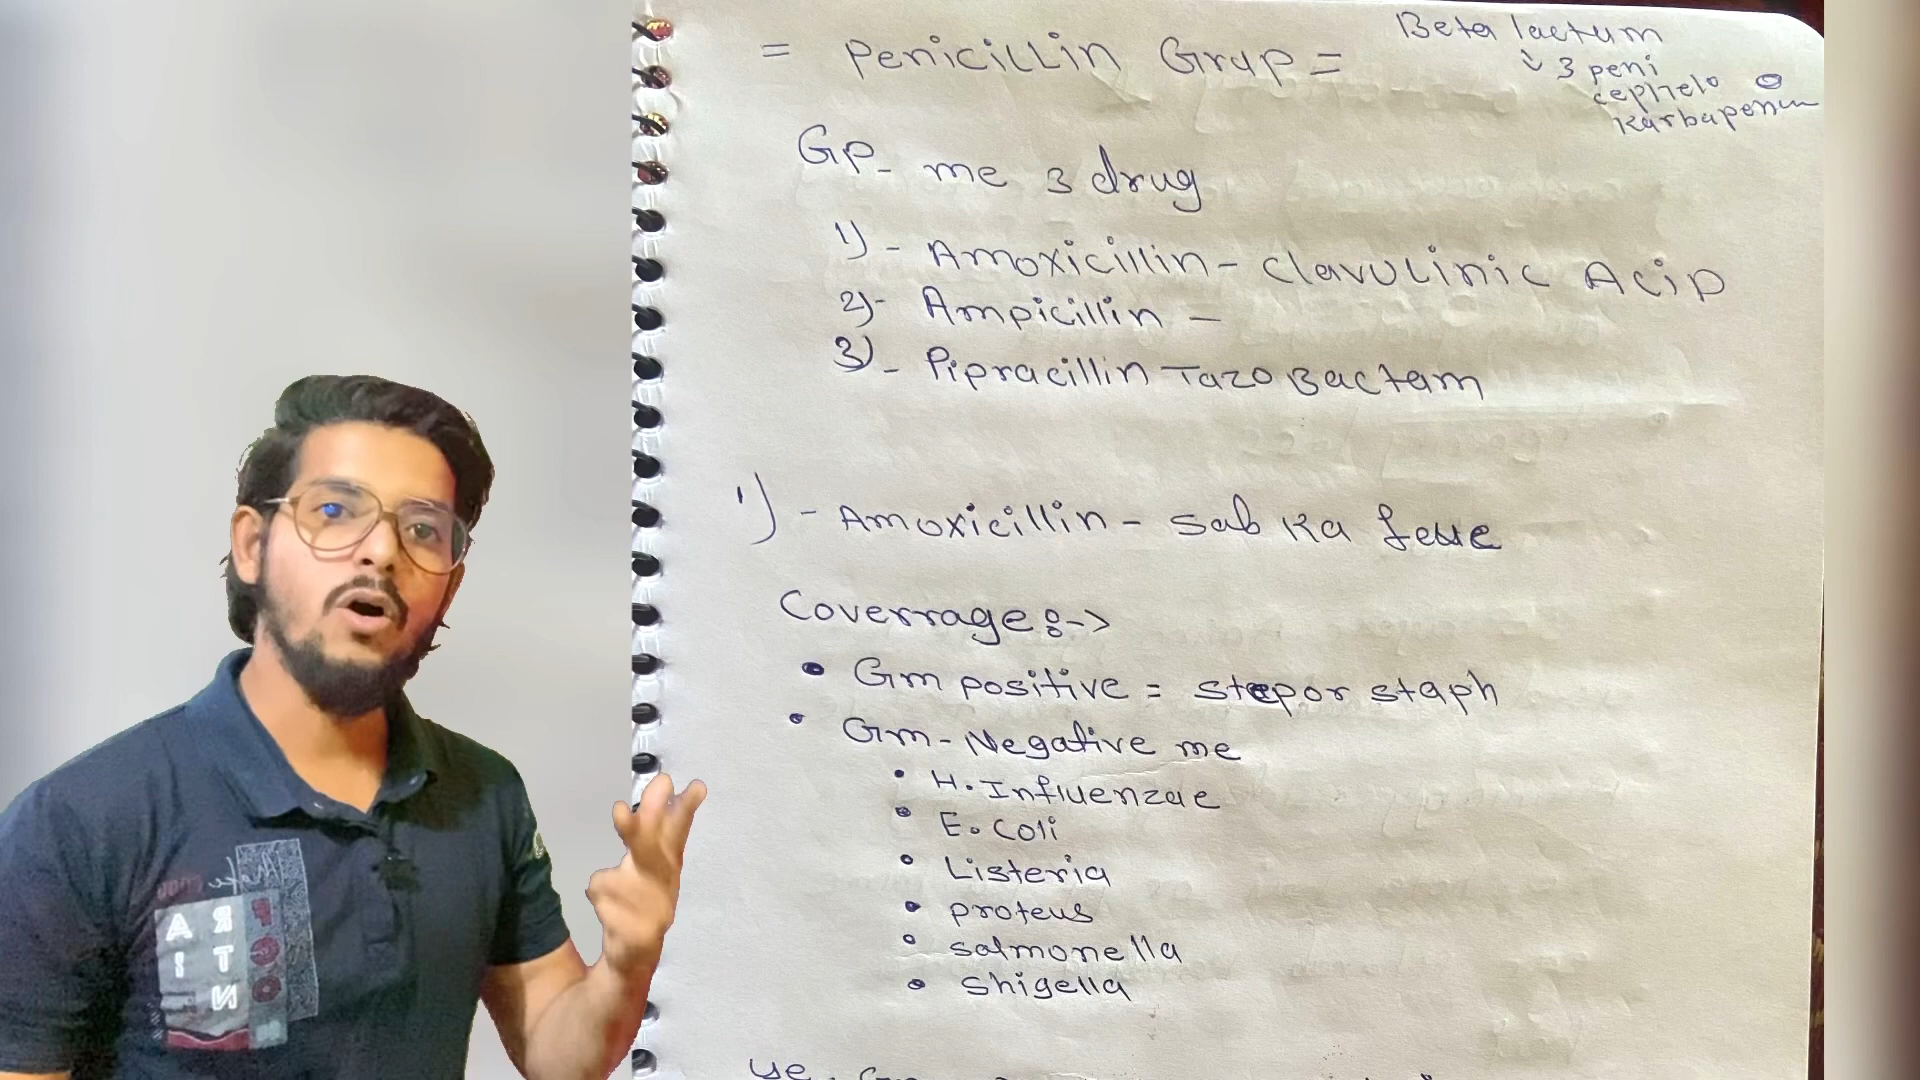 = Penicillin Grup =
Beta lactum
3 peni
cephelo
Karbapenum
GP- me 3 drug
1) - Amoxicillin - Clavulinic Acid
2)- Ampicillin -
3)- Pipracillin Tazo Bactam
1) - Amoxicillin - Sab Ka feve
Coverrage :->
• Gm positive = stepor staph
• Gm-Negative me
• H. Influenzae
• E. Coli
• Listeria
• proteus
• salmonella
• Shigella